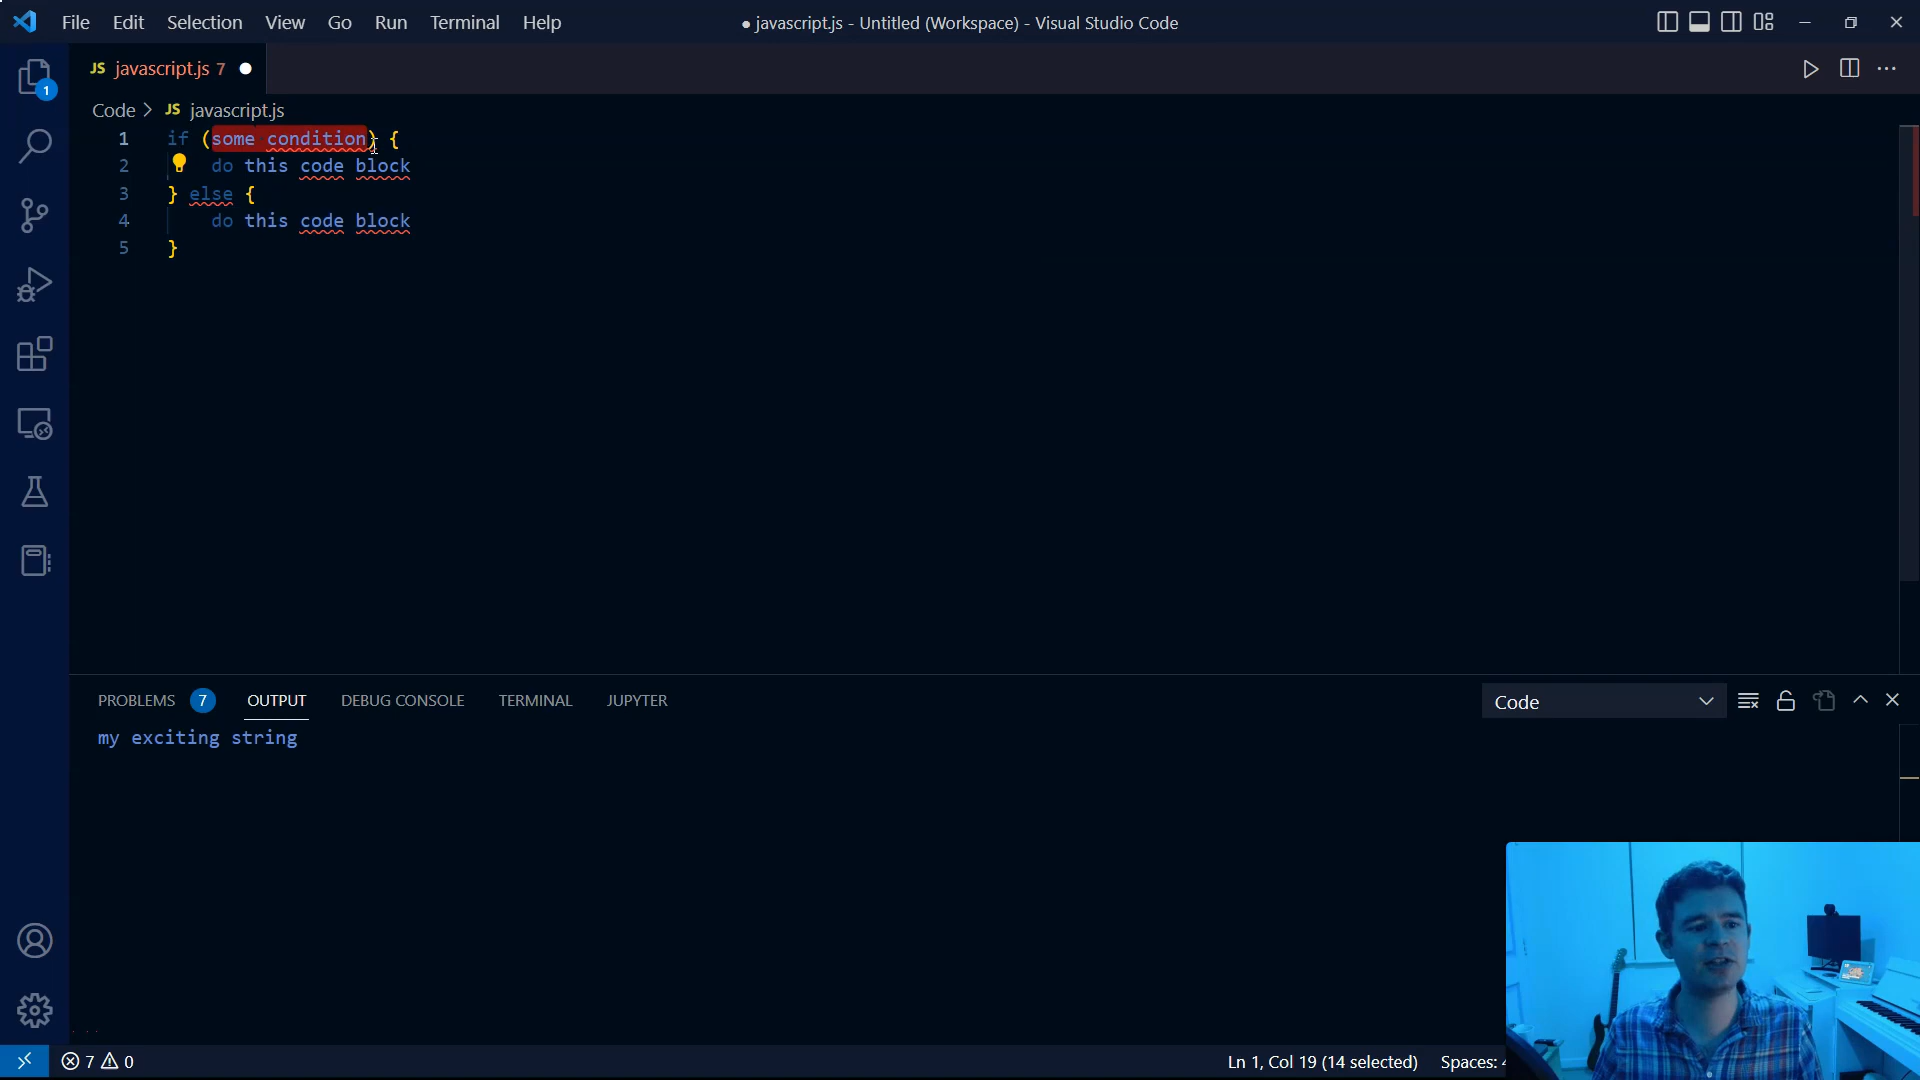 File Edit Selection View Go Run Terminal Help
● javascript.js - Untitled (Workspace) - Visual Studio Code
JS javascript.js 7 ●
Code > JS javascript.js
1 if (some condition) {
2 do this code block
3 } else {
4 do this code block
5 }
1
PROBLEMS 7 OUTPUT DEBUG CONSOLE TERMINAL JUPYTER
Code
my exciting string
7 0
Ln 1, Col 19 (14 selected) Spaces: